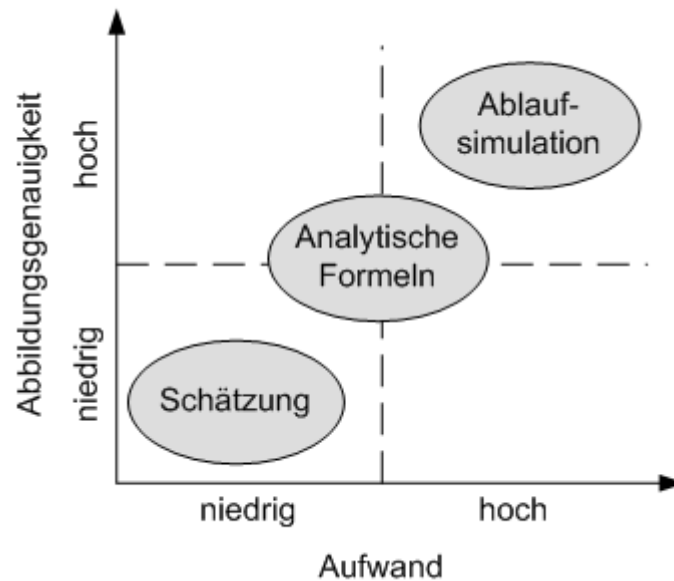 Abbildungsgenauigkeit
hoch
niedrig
Ablauf-
simulation
Analytische
Formeln
Schätzung
niedrig
hoch
Aufwand